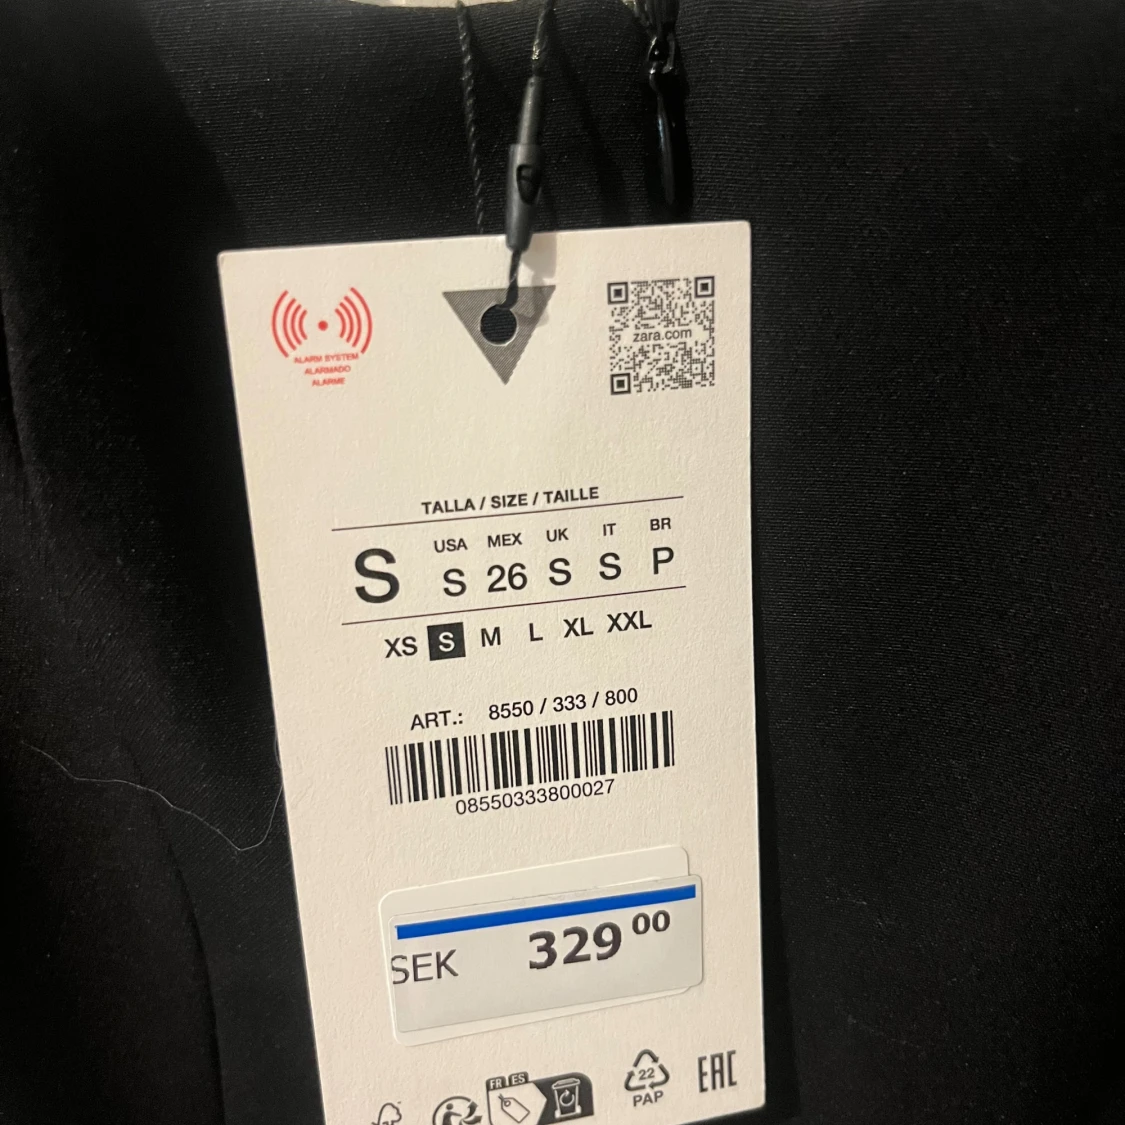 zara.com
ALARM SYSTEM
ALARMADO
ALARME
TALLA / SIZE / TAILLE
USA MEX UK IT BR
S S 26 S S P
XS S M L XL XXL
ART.: 8550 / 333 / 800
08550333800027
SEK 329 00
FR ES
22
PAP
EAC